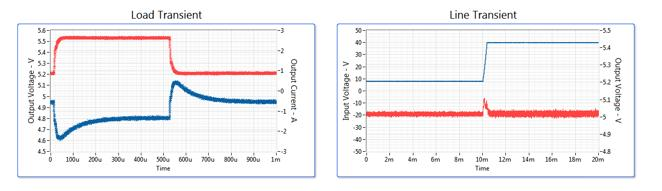 Load Transient
Output Voltage - V
5.6
5.5
5.4
5.3
5.2
5.1
5
4.9
4.8
4.7
4.6
4.5
3
2
1
0
-1
-2
-3
Output Current - A
0
100u
200u
300u
400u
500u
600u
700u
800u
900u
1m
Time
Line Transient
Input Voltage - V
50
40
30
20
10
0
-10
-20
-30
-40
-50
5.5
5.4
5.3
5.2
5.1
5
4.9
4.8
Output Voltage - V
0
2m
4m
6m
8m
10m
12m
14m
16m
18m
20m
Time